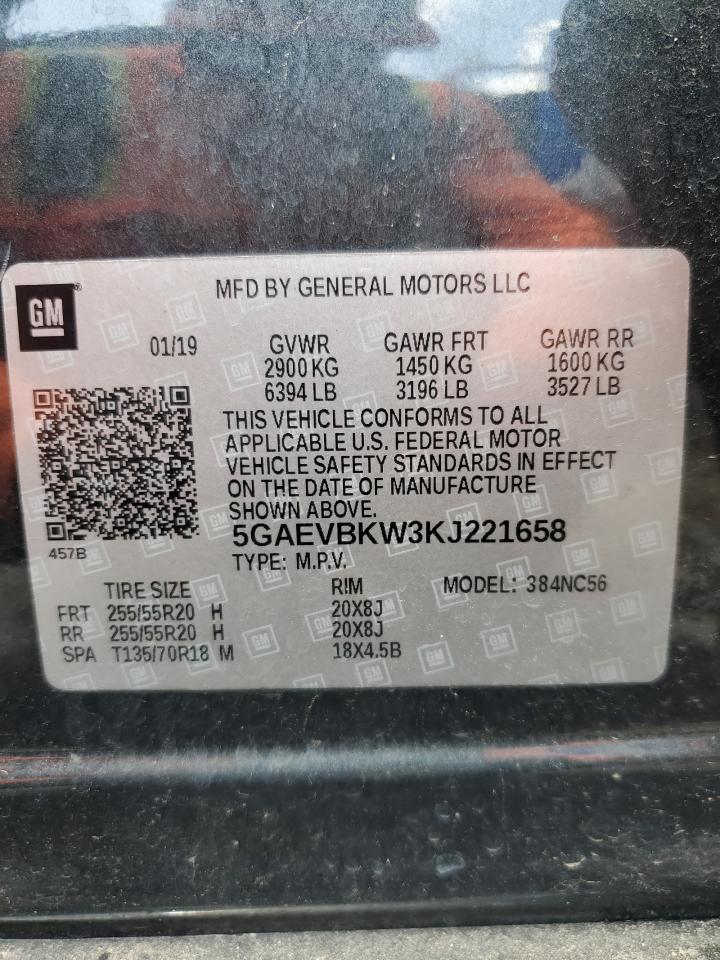 MFD BY GENERAL MOTORS LLC
GM ®
01/19 GVWR GAWR FRT GAWR RR
2900 KG 1450 KG 1600 KG
6394 LB 3196 LB 3527 LB
THIS VEHICLE CONFORMS TO ALL
APPLICABLE U.S. FEDERAL MOTOR
VEHICLE SAFETY STANDARDS IN EFFECT
ON THE DATE OF MANUFACTURE
SHOWN ABOVE.
5GAEVBKW3KJ221658
457B
TYPE: M.P.V.
TIRE SIZE RIM MODEL: 384NC56
FRT 255/55R20 H 20X8J
RR 255/55R20 H 20X8J
SPA T135/70R18 M 18X4.5B